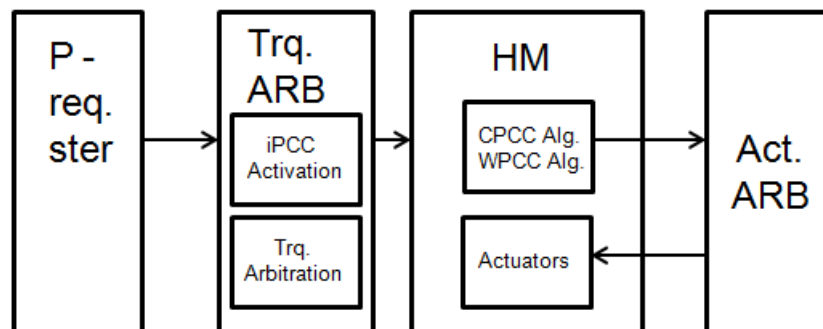 P -
req.
ster
Trq.
ARB
iPCC
Activation
Trq.
Arbitration
HM
CPCC Alg.
WPCC Alg.
Actuators
Act.
ARB